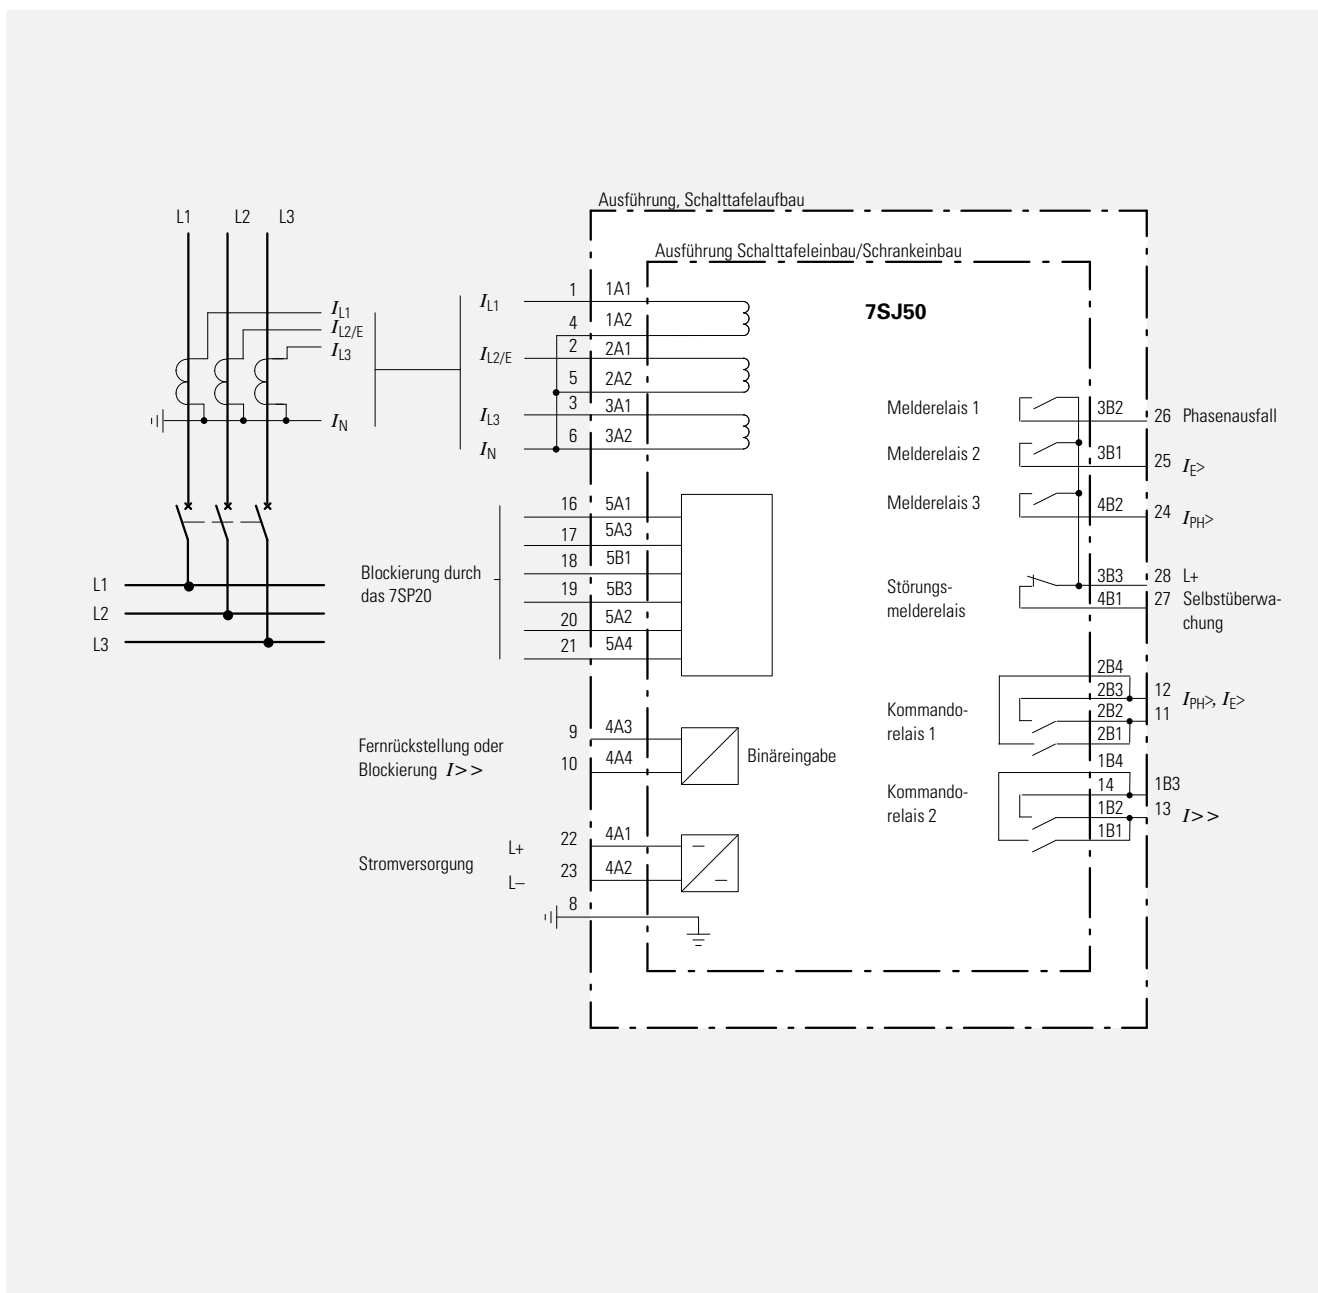 Ausführung, Schalttafelaufbau
L1 L2 L3
Ausführung Schalttafeleinbau/Schrankeinbau
7SJ50
IL1
IL2/E
IL3
IN
IL1
IL2/E
IL3
IN
1 1A1
4 1A2
2 2A1
5 2A2
3 3A1
6 3A2
16 5A1
17 5A3
18 5B1
19 5B3
20 5A2
21 5A4
Blockierung durch
das 7SP20
L1
L2
L3
Fernrückstellung oder
Blockierung I>>
9 4A3
10 4A4
Binäreingabe
Stromversorgung
L+ 22 4A1
L– 23 4A2
8
Melderelais 1 3B2 26 Phasenausfall
Melderelais 2 3B1 25 IE>
Melderelais 3 4B2 24 IPH>
Störungs-
melderelais
3B3 28 L+
4B1 27 Selbstüberwa-
chung
Kommando-
relais 1
2B4
2B3 12 IPH>, IE>
2B2 11
2B1
Kommando-
relais 2
1B4
14 1B3
1B2 13 I>>
1B1